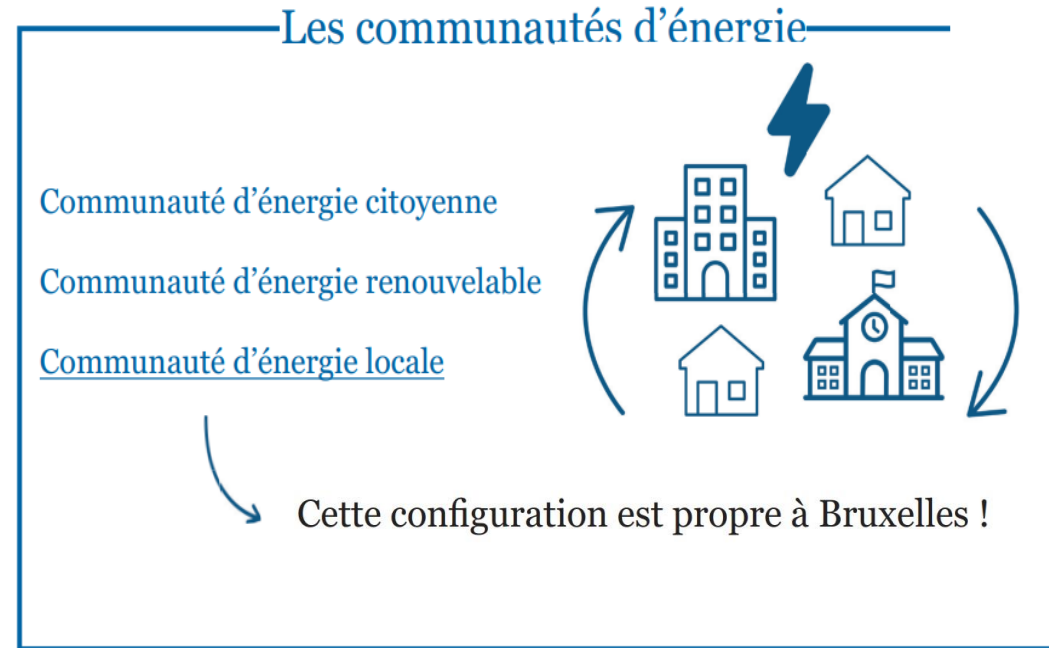 Les communautés d’énergie
Communauté d’énergie citoyenne
Communauté d’énergie renouvelable
Communauté d’énergie locale
Cette configuration est propre à Bruxelles !